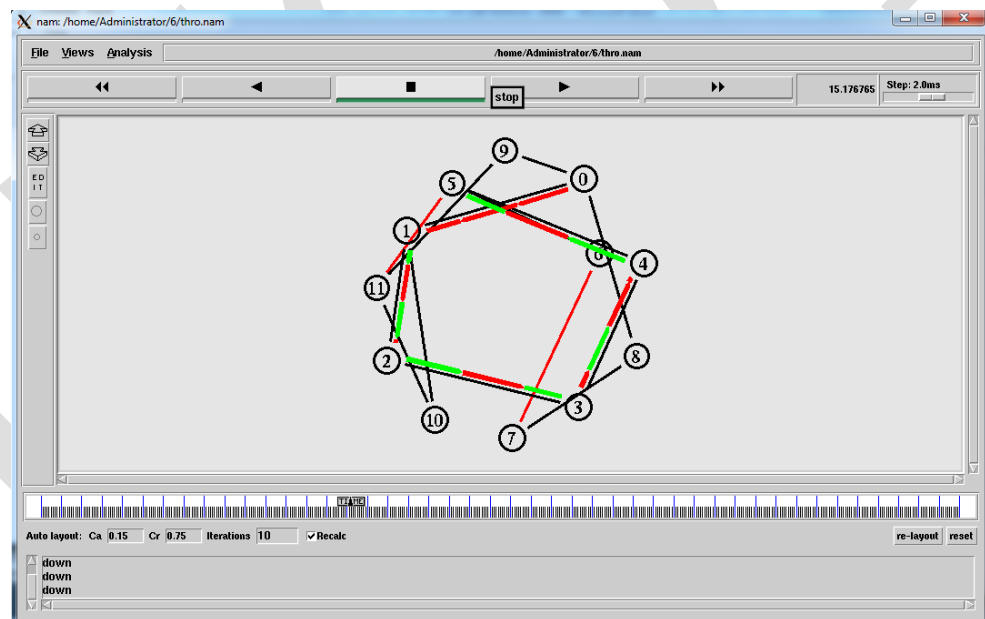 nam: /home/Administrator/6/thro.nam
File Views Analysis /home/Administrator/6/thro.nam
stop 15.176765 Step: 2.0ms
ED
IT
9
5 0
1
6 4
11
2 8
10 3
7
TIME
Auto layout: Ca 0.15 Cr 0.75 Iterations 10 Recalc re-layout reset
down
down
down